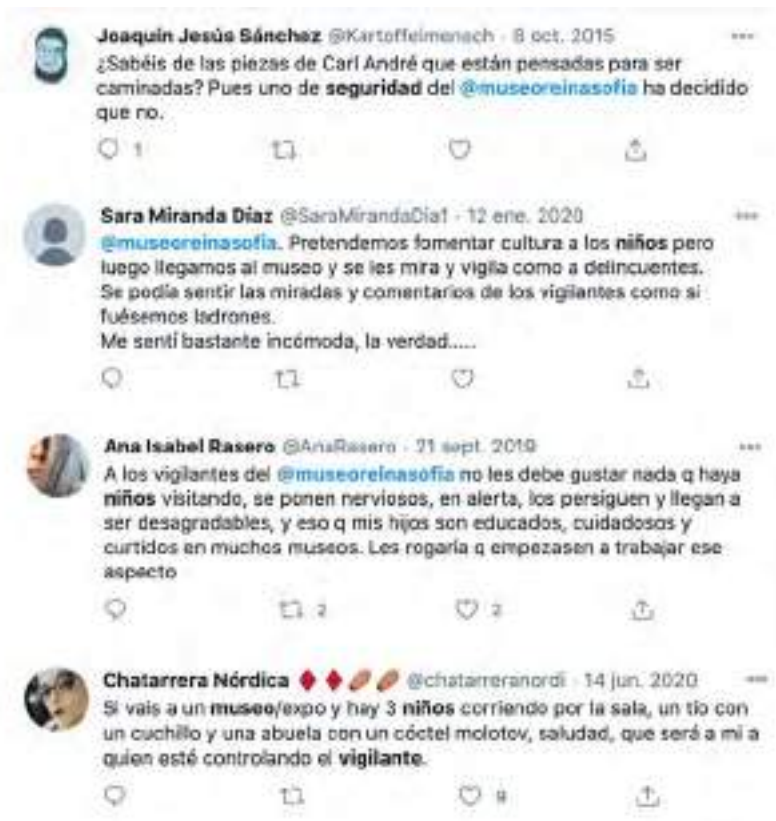 Joaquín Jesús Sánchez @Kartoffelmensch · 8 oct. 2015
¿Sabéis de las piezas de Carl André que están pensadas para ser
caminadas? Pues uno de seguridad del @museoreinasofia ha decidido
que no.
1
Sara Miranda Díaz @SaraMirandaDia1 · 12 ene. 2020
@museoreinasofia. Pretendemos fomentar cultura a los niños pero
luego llegamos al museo y se les mira y vigila como a delincuentes.
Se podía sentir las miradas y comentarios de los vigilantes como si
fuésemos ladrones.
Me sentí bastante incómoda, la verdad.....
Ana Isabel Rasero @AnaRasero · 21 sept. 2019
A los vigilantes del @museoreinasofia no les debe gustar nada q haya
niños visitando, se ponen nerviosos, en alerta, los persiguen y llegan a
ser desagradables, y eso q mis hijos son educados, cuidadosos y
curtidos en muchos museos. Les rogaría q empezasen a trabajar ese
aspecto
2 2
Chatarrera Nórdica @chatarreranordi · 14 jun. 2020
Si vais a un museo/expo y hay 3 niños corriendo por la sala, un tío con
un cuchillo y una abuela con un cóctel molotov, saludad, que será a mi a
quien esté controlando el vigilante.